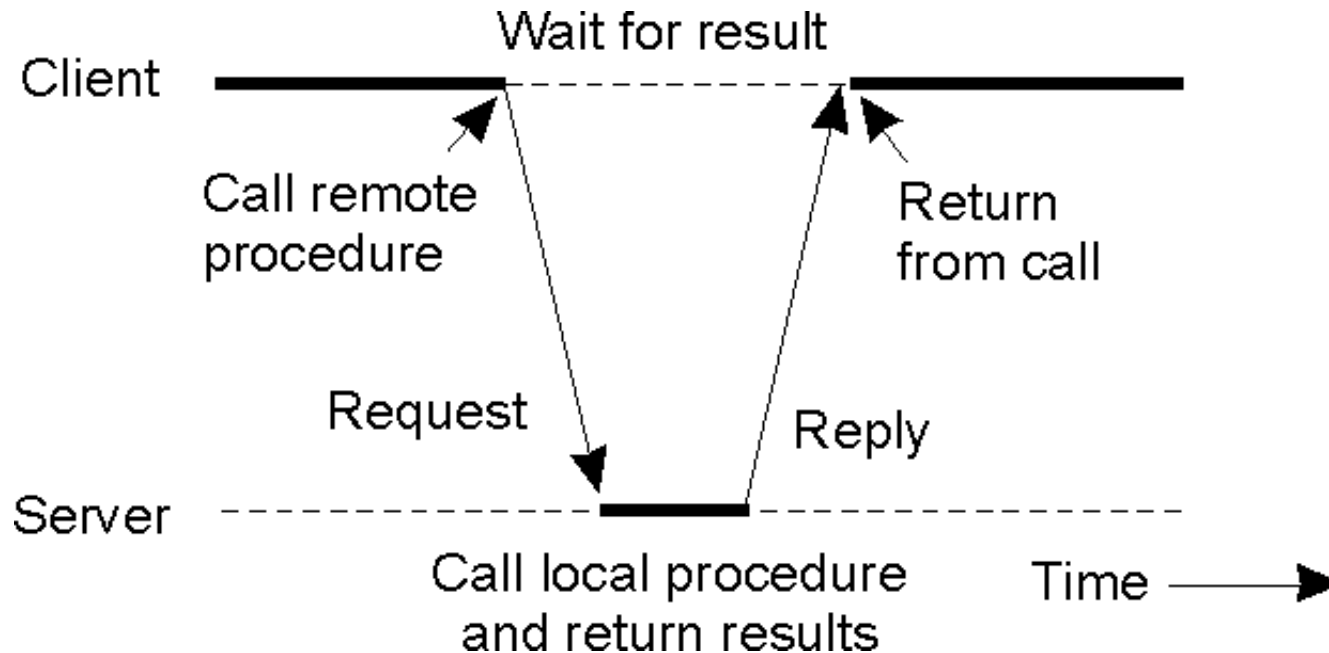 Wait for result
Client
Call remote
procedure
Return
from call
Request
Reply
Server
Call local procedure
and return results
Time